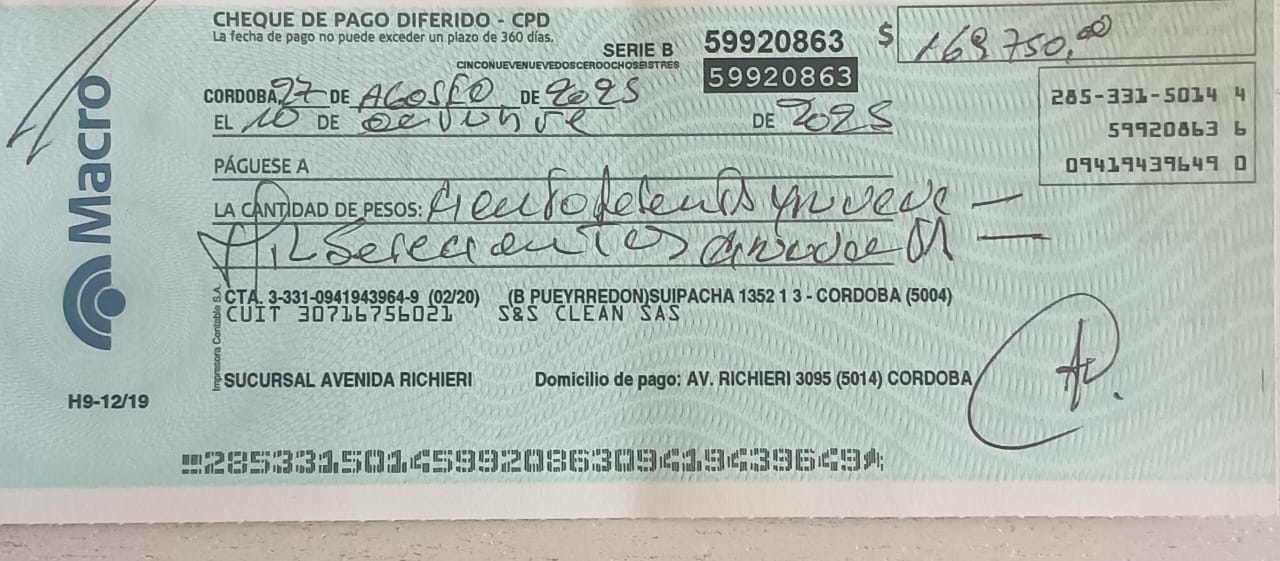 CHEQUE DE PAGO DIFERIDO - CPD
La fecha de pago no puede exceder un plazo de 360 días.
SERIE B 59920863 $ 169750,00
CINCONUEVENUEVEDOSCEROOCHOSEISTRES
59920863
CORDOBA, 27 DE AGOSTO DE 2025
EL 10 DE Octubre DE 2025
285-331-5014 4
59920863 6
09419439649 0
PÁGUESE A
LA CANTIDAD DE PESOS: Ciento sesenta y nueve
Mil Setecientos cincuenta
CTA. 3-331-0941943964-9 (02/20) (B PUEYRREDON)SUIPACHA 1352 1 3 - CORDOBA (5004)
CUIT 30716756021 S&S CLEAN SAS
SUCURSAL AVENIDA RICHIERI Domicilio de pago: AV. RICHIERI 3095 (5014) CORDOBA
Macro
H9-12/19
Impresora Contable S.A.
285331501459920863094194396491